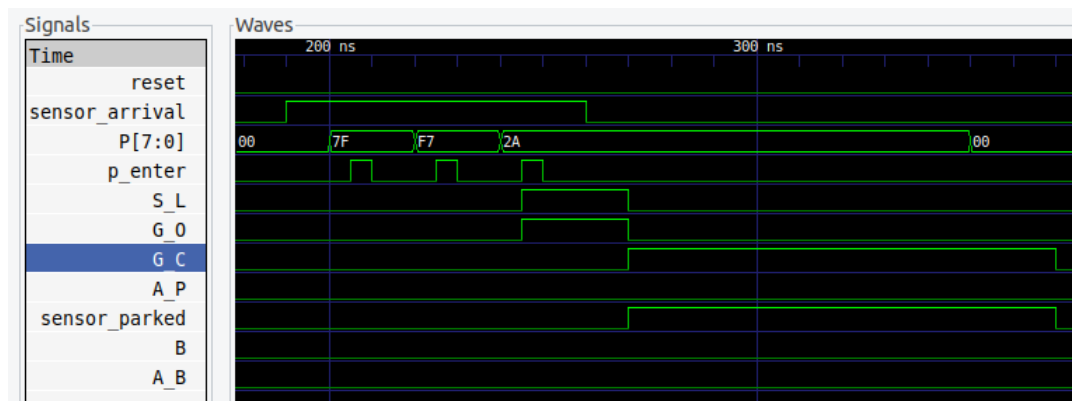 Signals
Waves
Time
200 ns
300 ns
reset
sensor_arrival
P[7:0]
00
7F
F7
2A
00
p_enter
S_L
G_O
G_C
A_P
sensor_parked
B
A_B